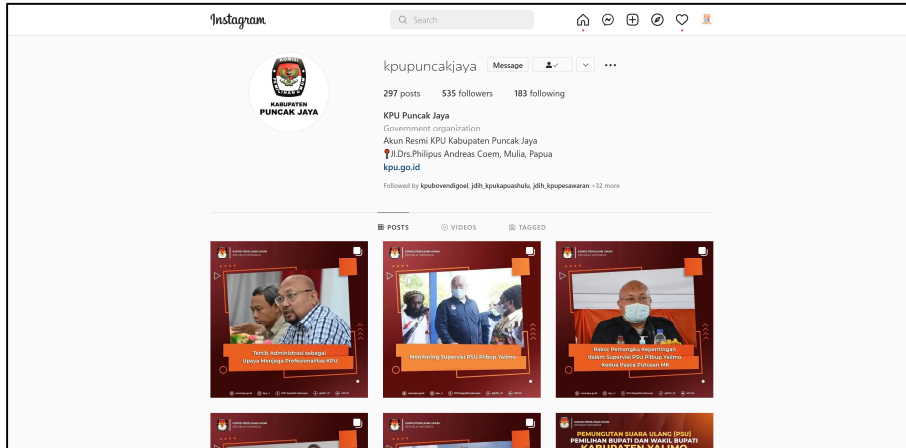 Instagram
Search
kpupuncakjaya Message
KABUPATEN
PUNCAK JAYA
297 posts 535 followers 183 following
KPU Puncak Jaya
Government organization
Akun Resmi KPU Kabupaten Puncak Jaya
Jl.Drs.Philipus Andreas Coem, Mulia, Papua
kpu.go.id
Followed by kpubovendigoel, jdih_kpukapuashulu, jdih_kpupesawaran +32 more
POSTS VIDEOS TAGGED
Tertib Administrasi sebagai
Upaya Menjaga Profesionalitas KPU
Monitoring Supervisi PSU Pilbup Yalimo
Rakor Pemangku Kepentingan
dalam Supervisi PSU Pilbup Yalimo
Kedua Pasca Putusan MK
PEMUNGUTAN SUARA ULANG (PSU)
PEMILIHAN BUPATI DAN WAKIL BUPATI
KABUPATEN YALIMO